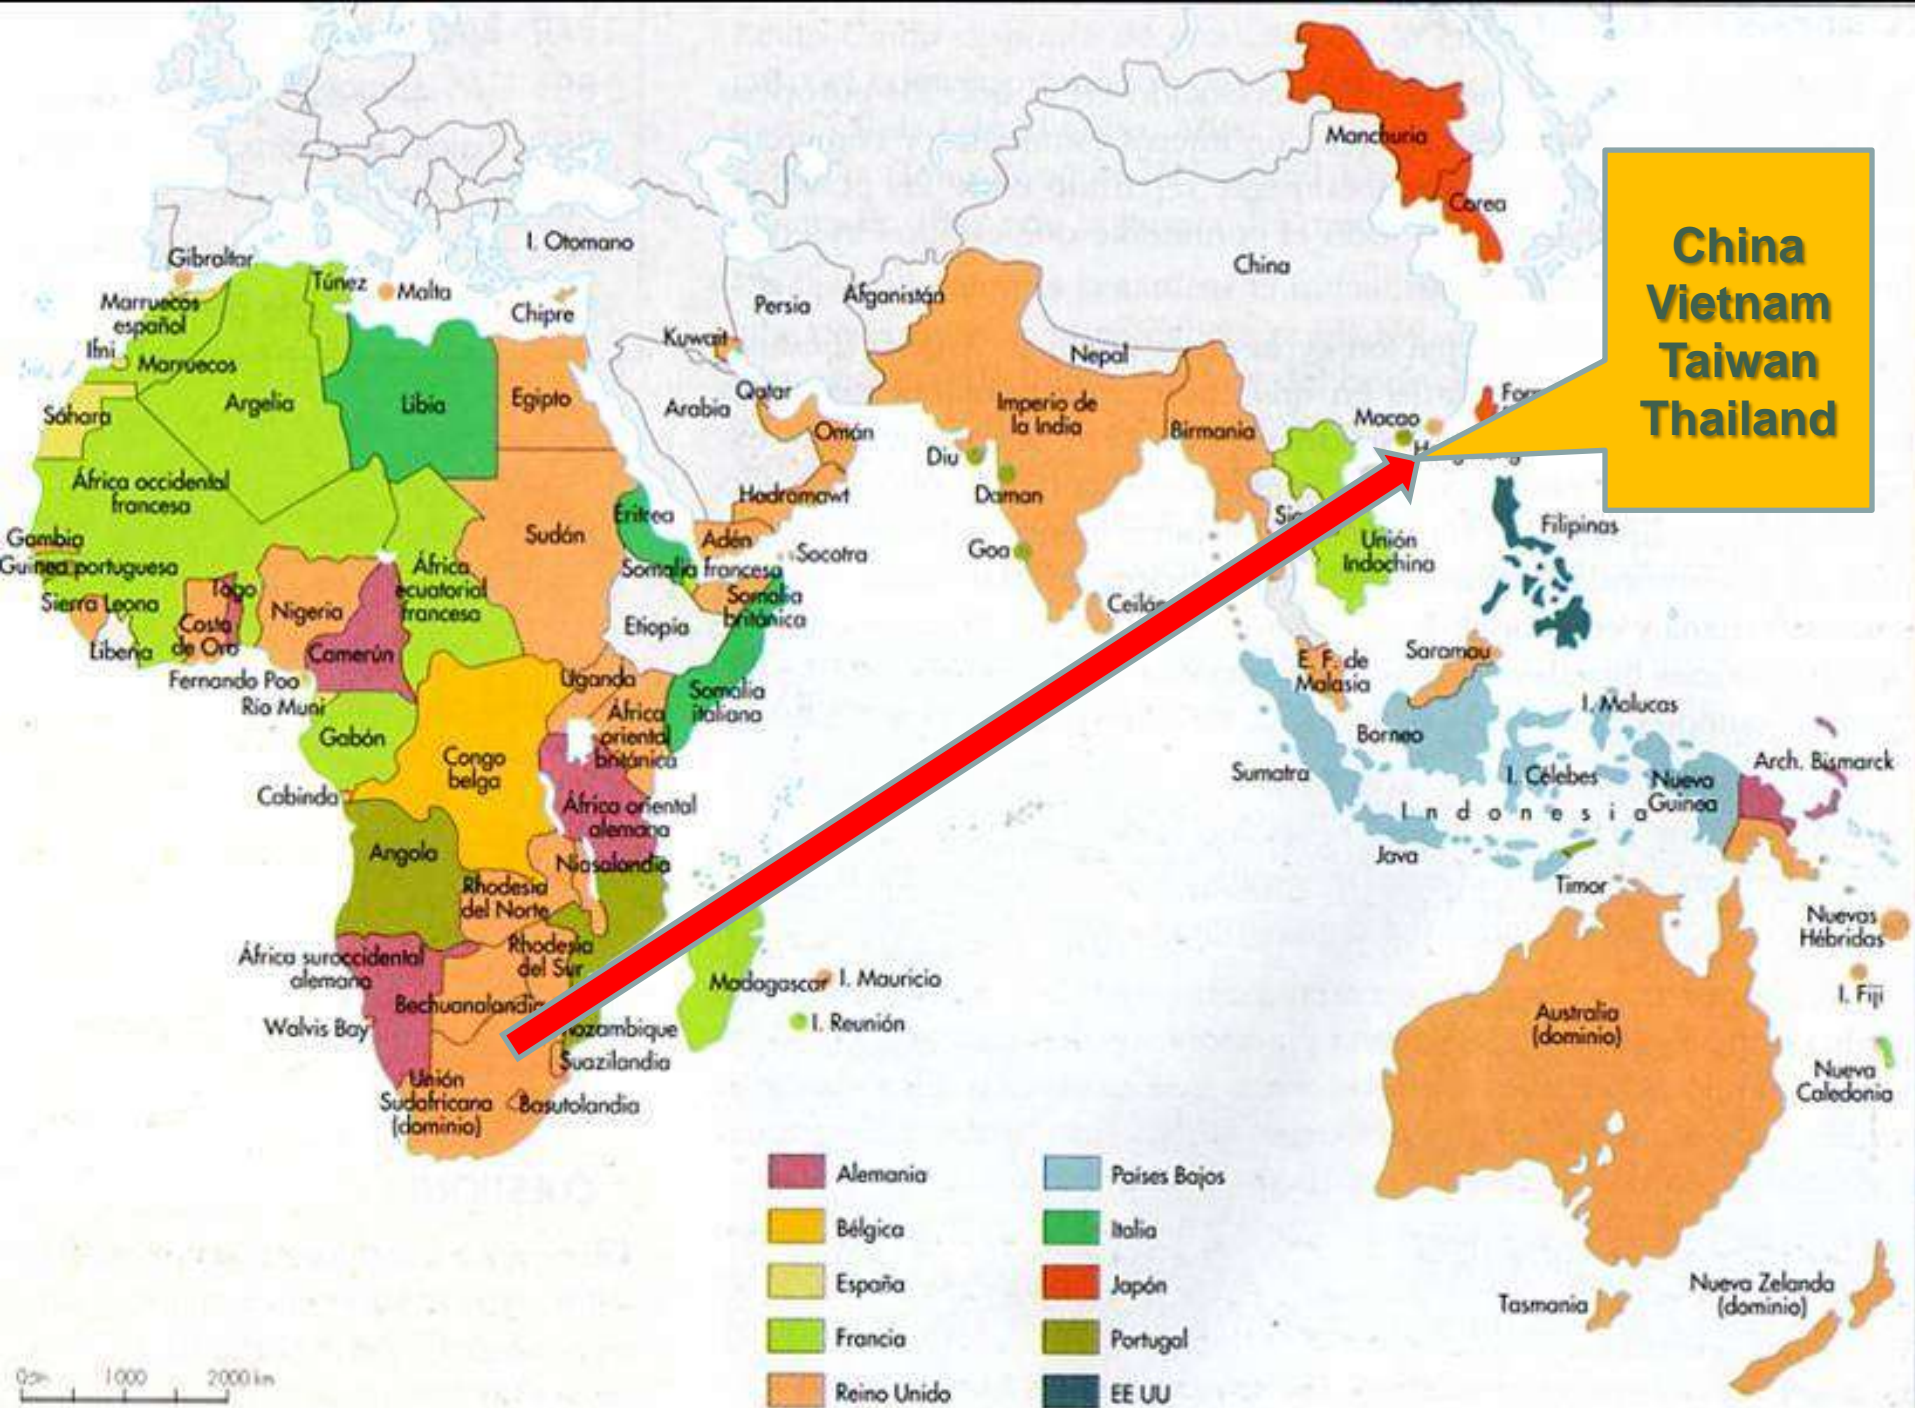 I. Otomano
Gibraltar
Túnez
Malta
Marruecos
español
Chipre
Ifni
Marruecos
Sáhara
Argelia
Libia
Egipto
África occidental
francesa
Gambia
Guinea portuguesa
Sierra Leona
Liberia
Costa
de Oro
Togo
Nigeria
Camerún
África
ecuatorial
francesa
Sudán
Eritrea
Somalia francesa
Somalia
británica
Etiopía
Fernando Poo
Río Muni
Gabón
Cabinda
Congo
belga
Uganda
África
oriental
británica
Somalia
italiana
África oriental
alemana
Niasalandia
Angola
Rhodesia
del Norte
Rhodesia
del Sur
África suroccidental
alemana
Bechuanalandia
Walvis Bay
Mozambique
Suazilandia
Unión
Sudafricana
(dominio)
Basutolandia
Madagascar
I. Mauricio
I. Reunión
Persia
Afganistán
Kuwait
Qatar
Arabia
Omán
Hadramawt
Adén
Socotra
Nepal
Imperio de
la India
Birmania
Diu
Daman
Goa
Ceilán
China
Manchuria
Corea
Macao
Unión
Indochina
Filipinas
E. F. de
Malasia
Sarawau
Borneo
I. Molucas
Sumatra
I. Célebes
Nueva
Guinea
Indonesia
Arch. Bismarck
Java
Timor
Nuevas
Hébridas
I. Fiji
Nueva
Caledonia
Australia
(dominio)
Tasmania
Nueva Zelanda
(dominio)
China
Vietnam
Taiwan
Thailand
Alemania
Bélgica
España
Francia
Reino Unido
Países Bajos
Italia
Japón
Portugal
EE UU
1000
2000 km